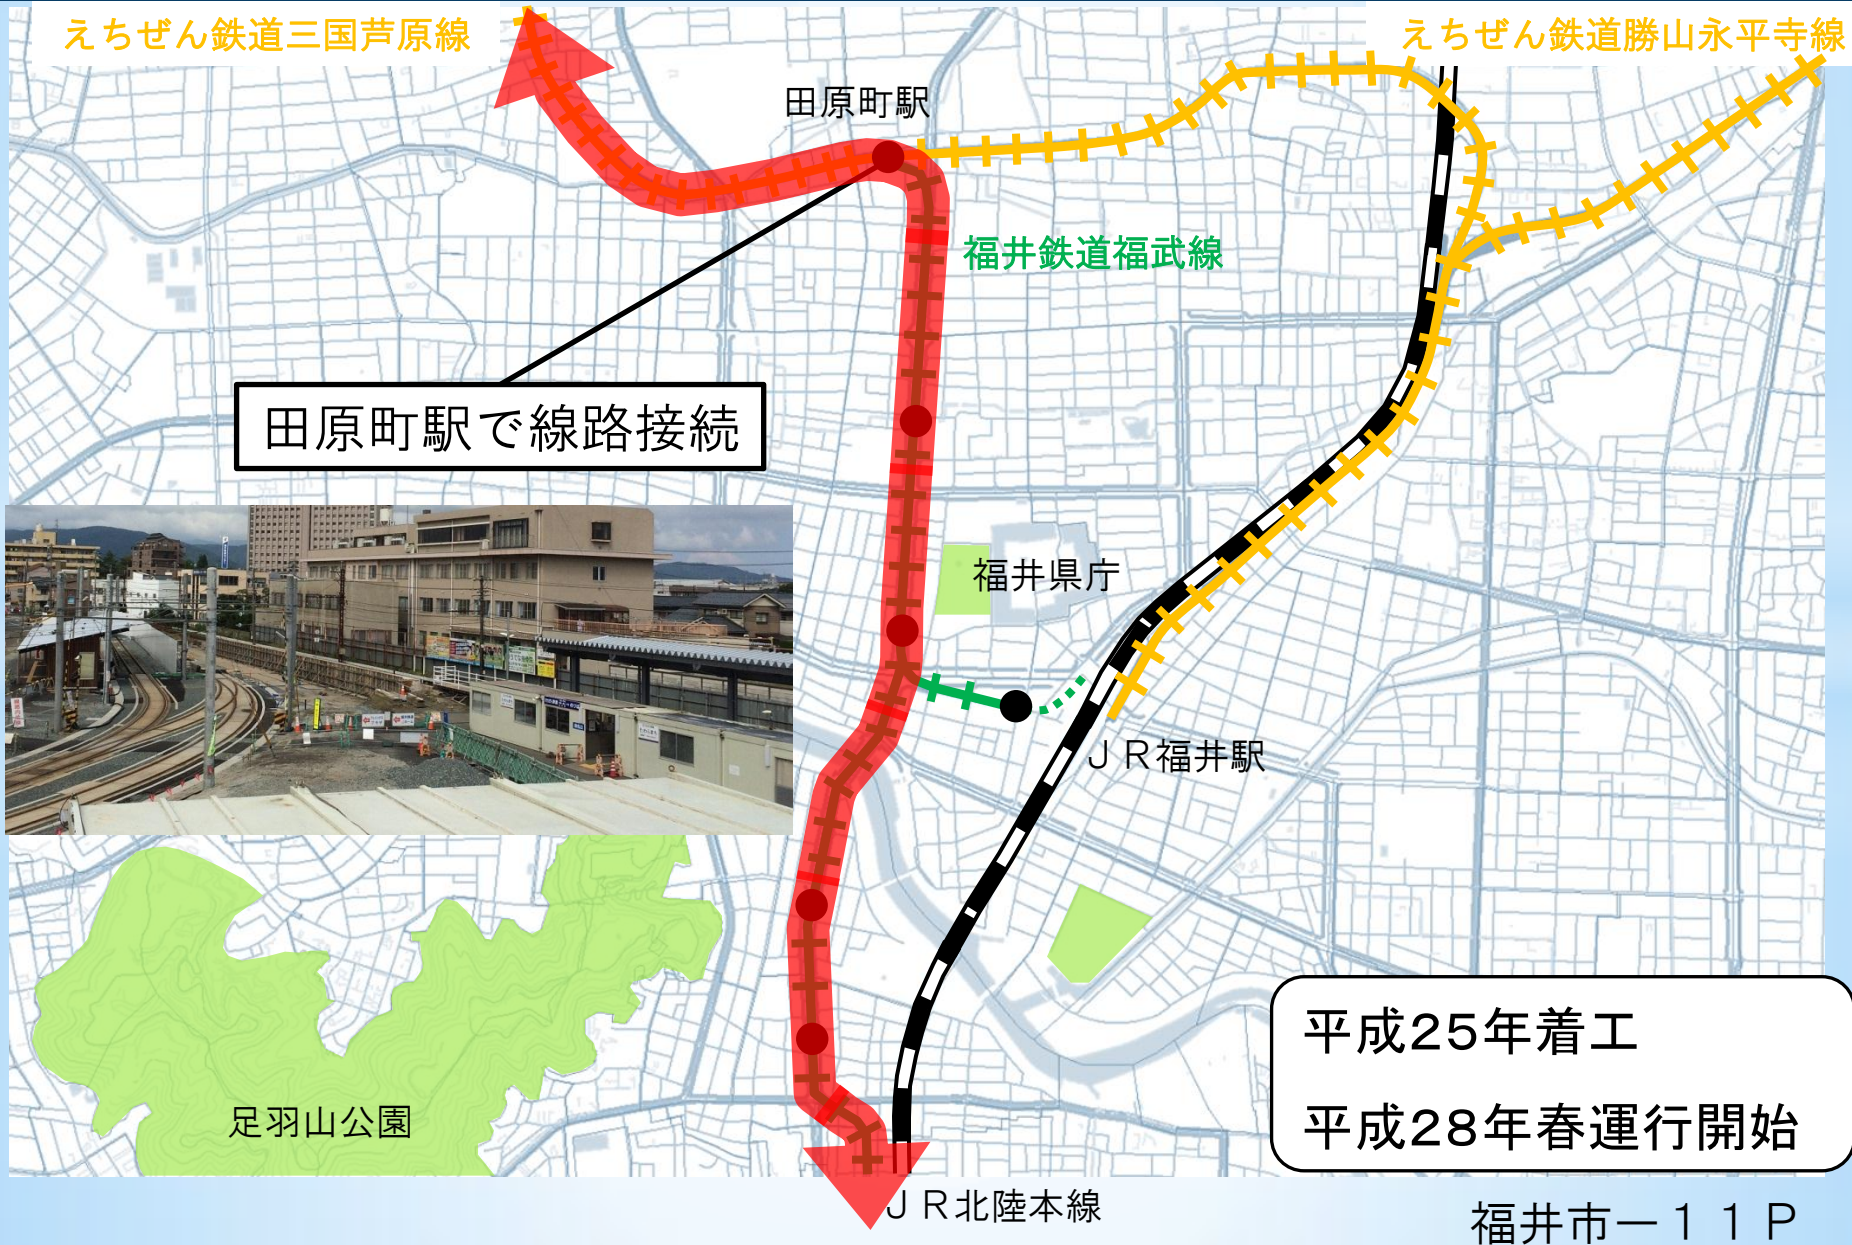 えちぜん鉄道三国芦原線
えちぜん鉄道勝山永平寺線
田原町駅
福井鉄道福武線
田原町駅で線路接続
福井県庁
ＪＲ福井駅
足羽山公園
平成25年着工
平成28年春運行開始
ＪＲ北陸本線
福井市－１１Ｐ